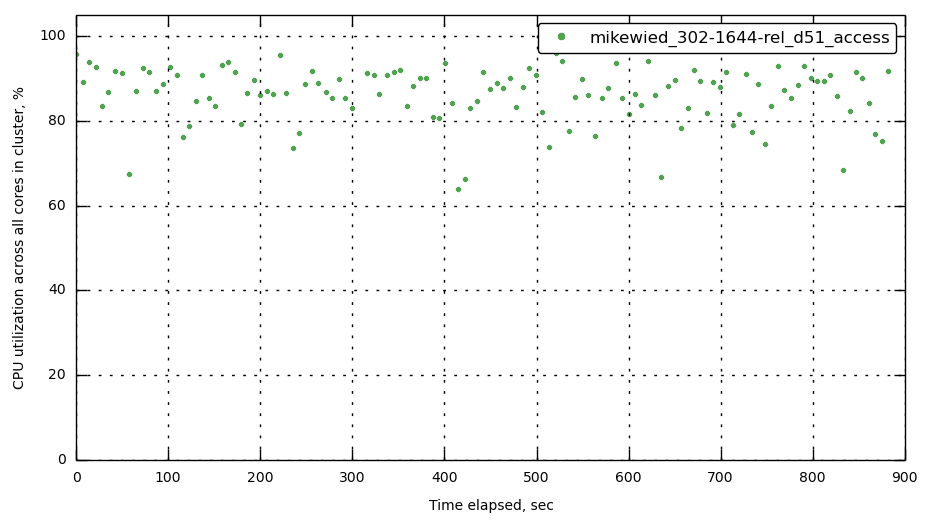 mikewied_302-1644-rel_d51_access
CPU utilization across all cores in cluster, %
100
80
60
40
20
0
0 100 200 300 400 500 600 700 800 900
Time elapsed, sec